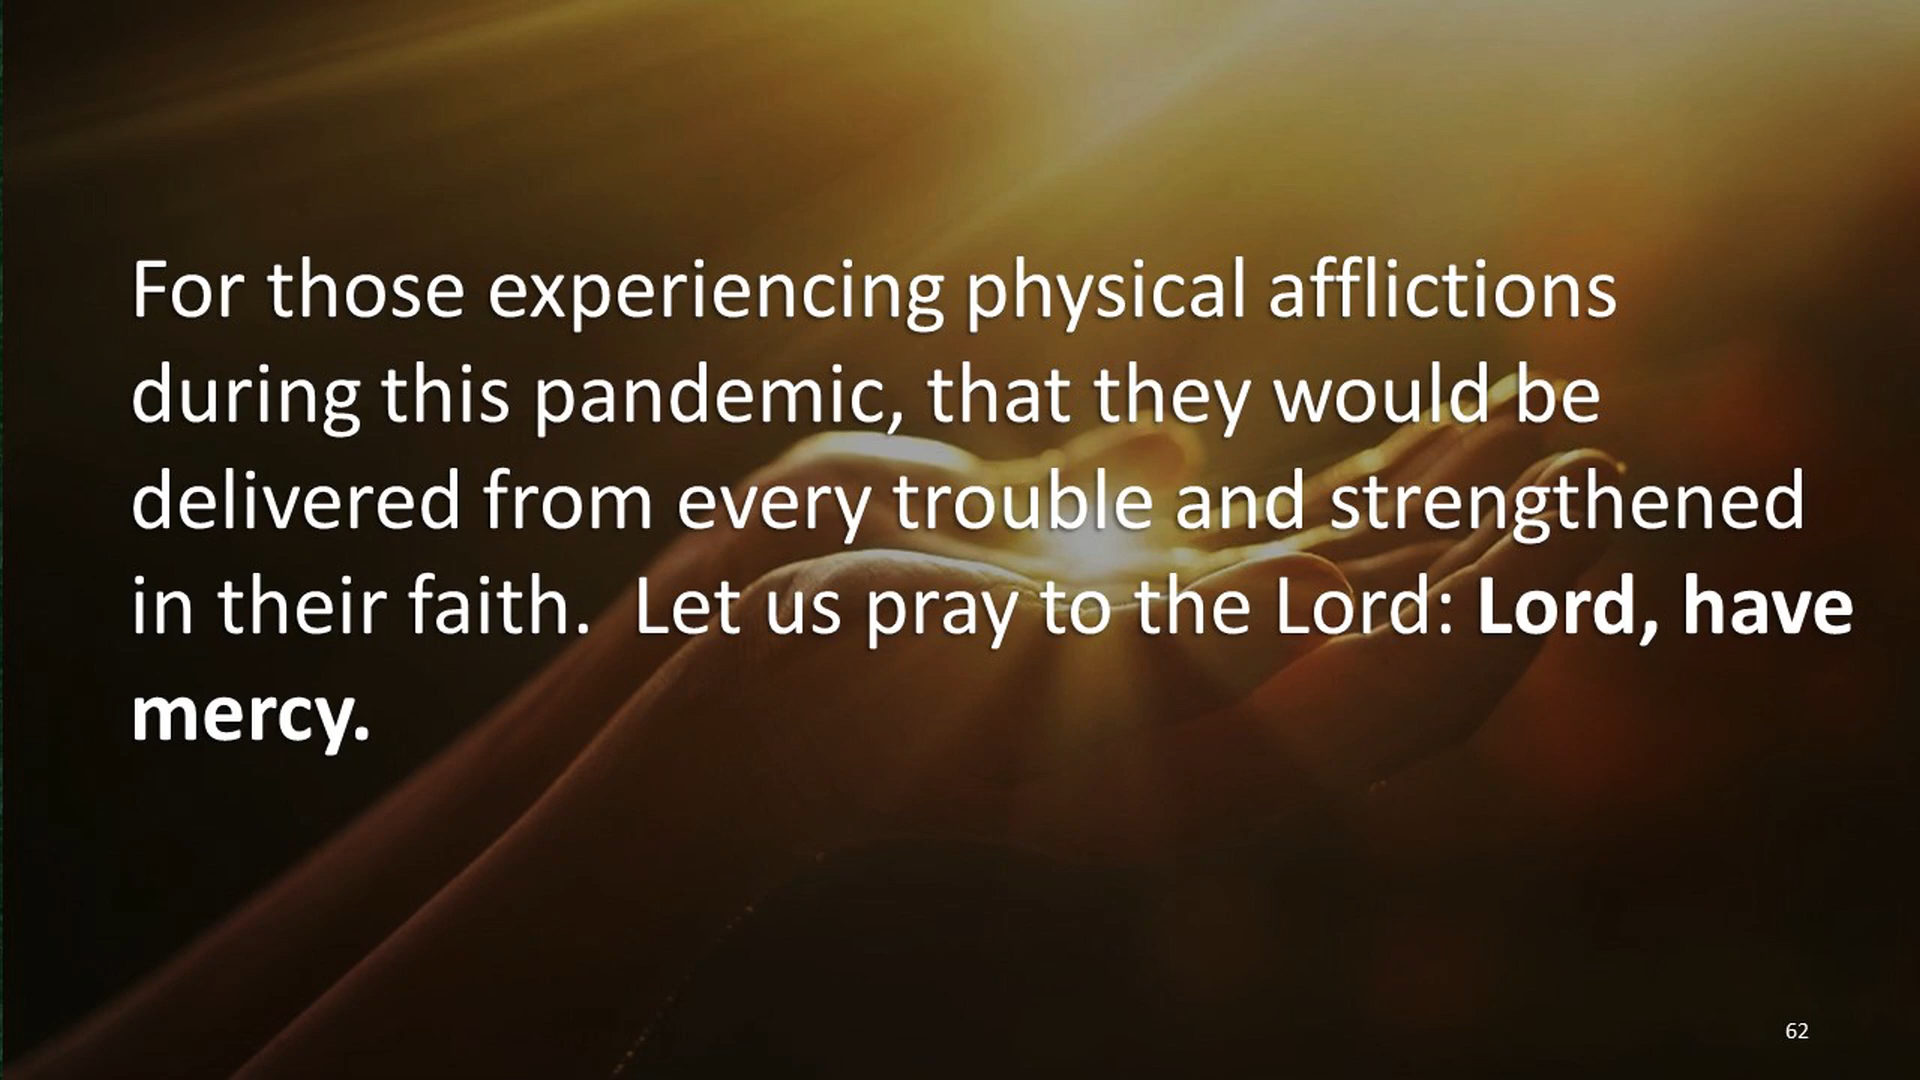 For those experiencing physical afflictions
during this pandemic, that they would be
delivered from every trouble and strengthened
in their faith.  Let us pray to the Lord: Lord, have
mercy.
62